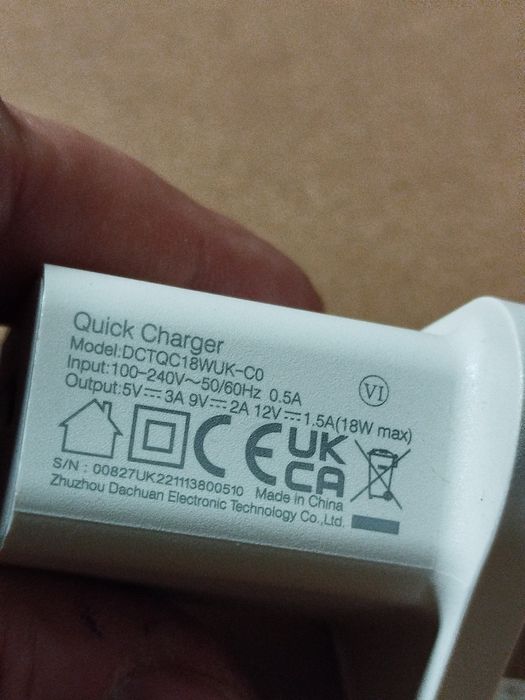 Quick Charger
Model:DCTQC18WUK-C0
Input:100-240V~50/60Hz 0.5A
Output:5V⎓3A 9V⎓2A 12V⎓1.5A(18W max)
VI
CE UK
CA
S/N : 00827UK221113800510 Made in China
Zhuzhou Dachuan Electronic Technology Co.,Ltd.